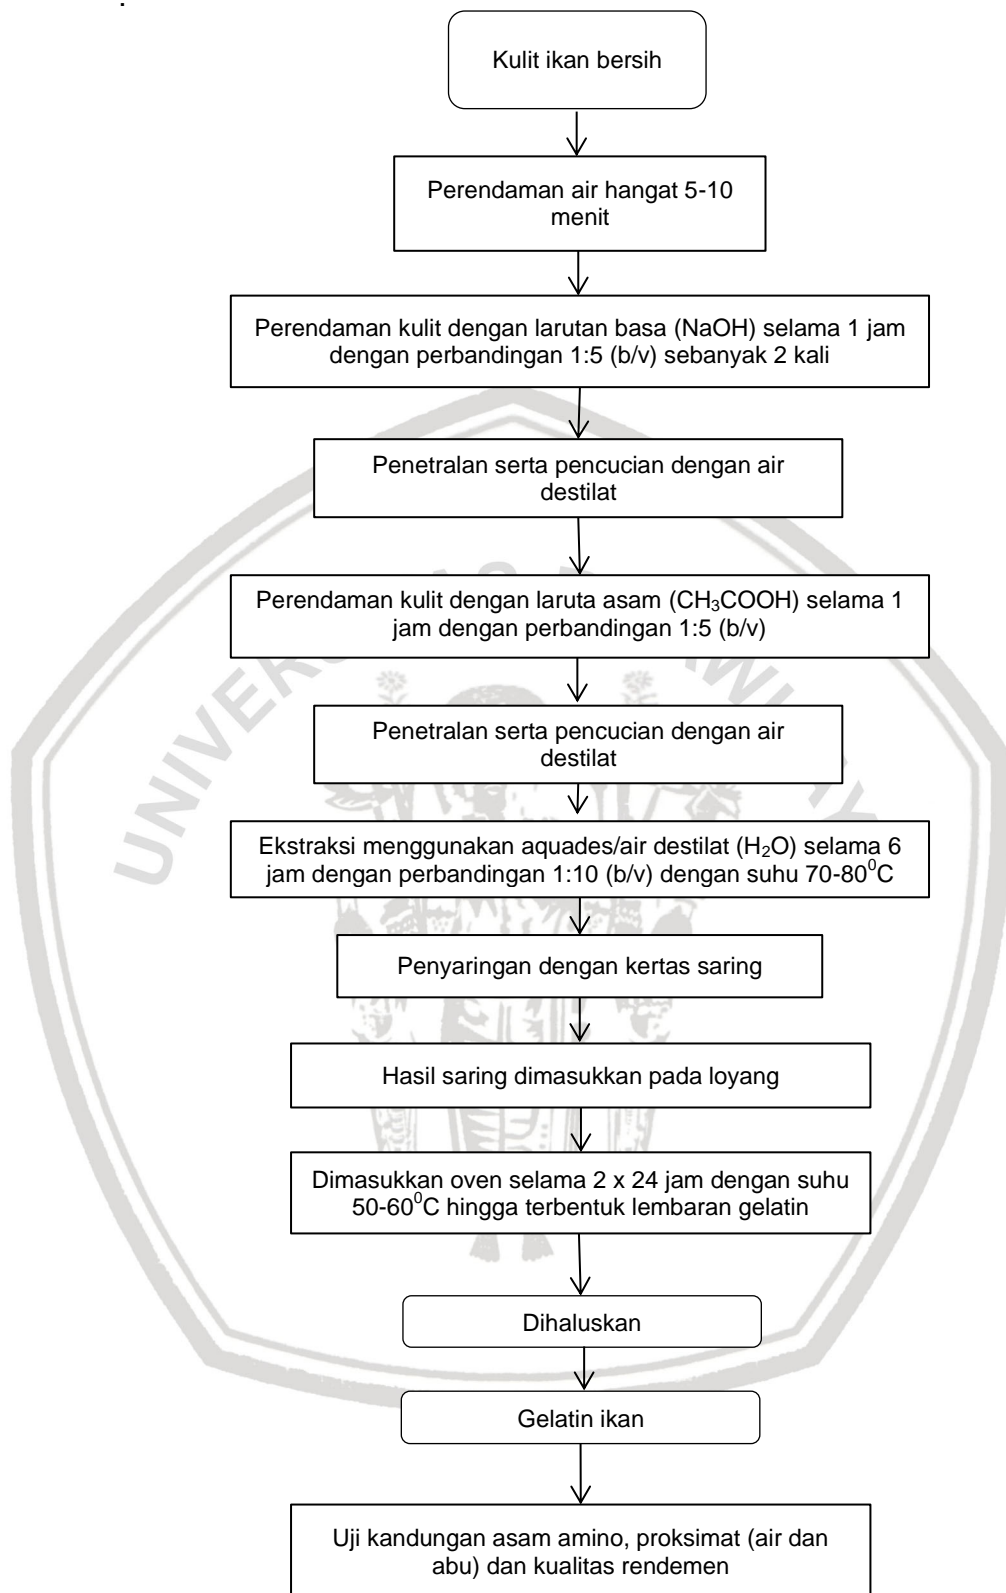 Kulit ikan bersih
Perendaman air hangat 5-10
menit
Perendaman kulit dengan larutan basa (NaOH) selama 1 jam
dengan perbandingan 1:5 (b/v) sebanyak 2 kali
Penetralan serta pencucian dengan air
destilat
Perendaman kulit dengan laruta asam (CH₃COOH) selama 1
jam dengan perbandingan 1:5 (b/v)
Penetralan serta pencucian dengan air
destilat
Ekstraksi menggunakan aquades/air destilat (H₂O) selama 6
jam dengan perbandingan 1:10 (b/v) dengan suhu 70-80⁰C
Penyaringan dengan kertas saring
Hasil saring dimasukkan pada loyang
Dimasukkan oven selama 2 x 24 jam dengan suhu
50-60⁰C hingga terbentuk lembaran gelatin
Dihaluskan
Gelatin ikan
Uji kandungan asam amino, proksimat (air dan
abu) dan kualitas rendemen